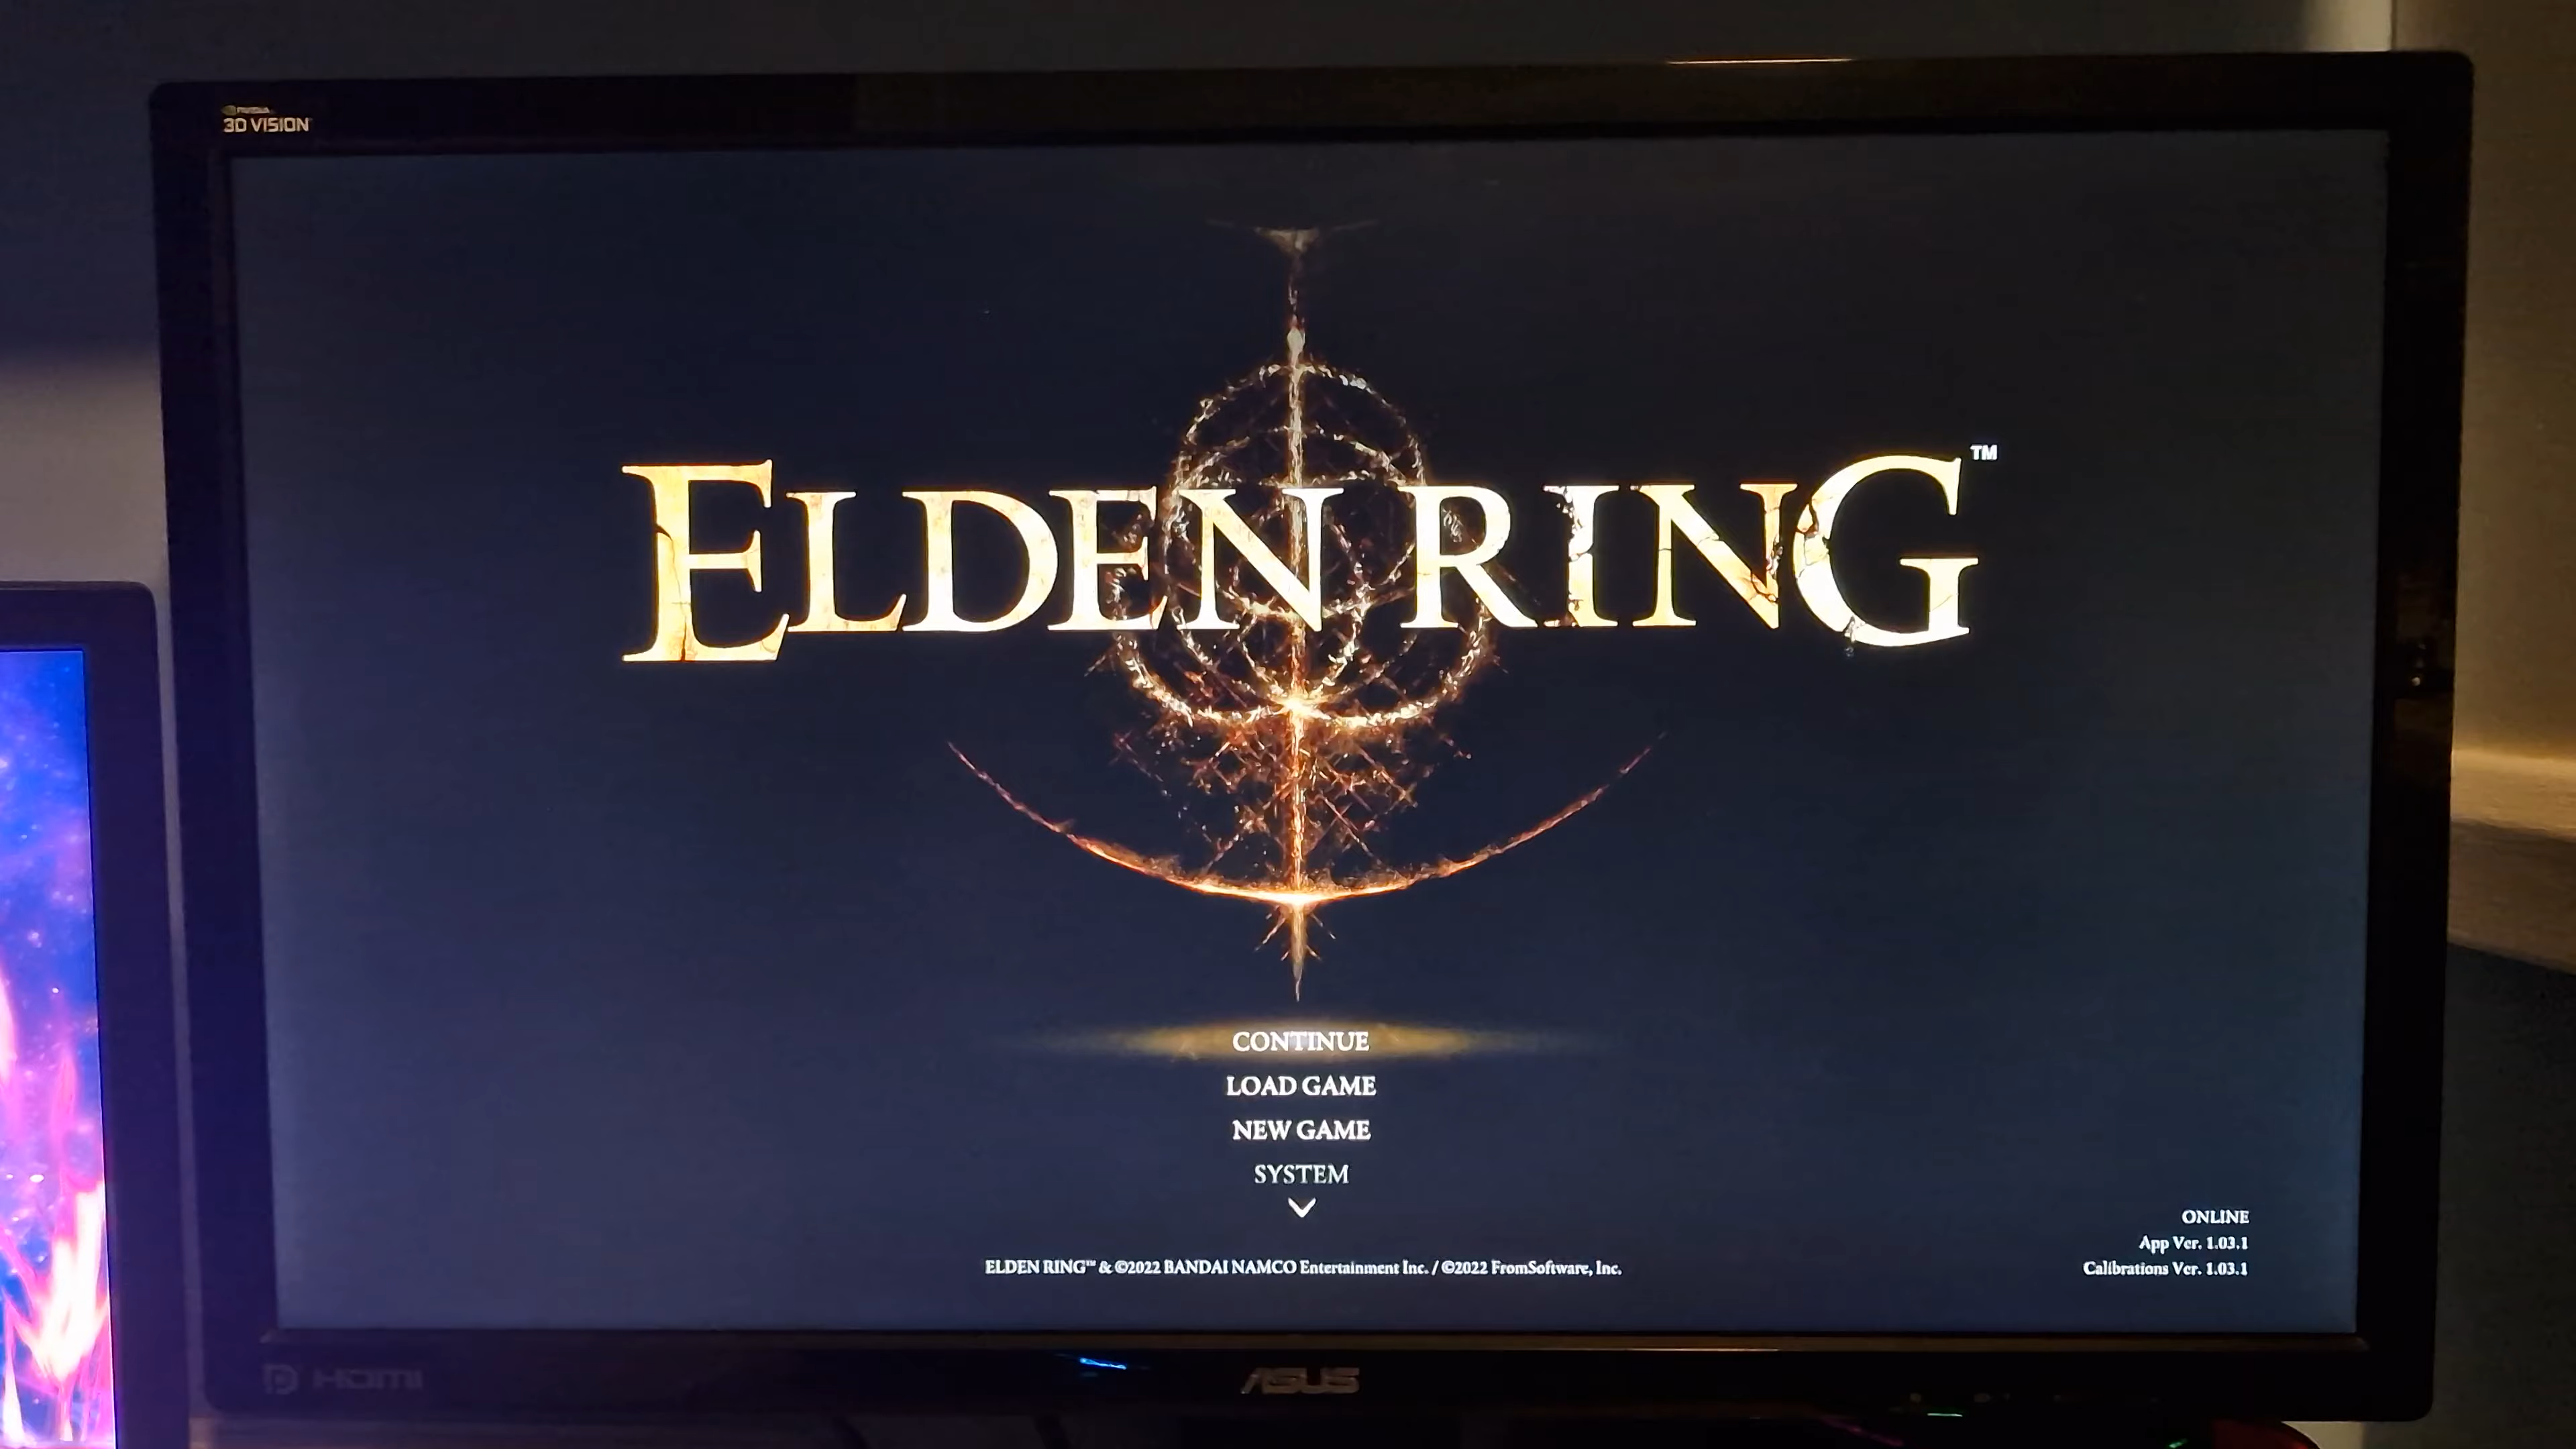 NVIDIA
3D VISION
ELDEN RING™
CONTINUE
LOAD GAME
NEW GAME
SYSTEM
ONLINE
App Ver. 1.03.1
Calibrations Ver. 1.03.1
ELDEN RING™ & ©2022 BANDAI NAMCO Entertainment Inc. / ©2022 FromSoftware, Inc.
HDMI
ASUS